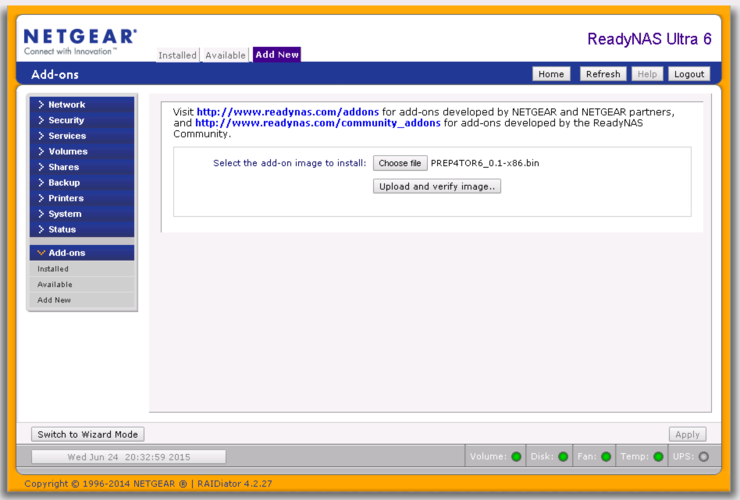 NETGEAR®
Connect with Innovation™
ReadyNAS Ultra 6
Installed Available Add New
Add-ons
Home Refresh Help Logout
Network
Security
Services
Volumes
Shares
Backup
Printers
System
Status
Add-ons
Installed
Available
Add New
Visit http://www.readynas.com/addons for add-ons developed by NETGEAR and NETGEAR partners,
and http://www.readynas.com/community_addons for add-ons developed by the ReadyNAS
Community.
Select the add-on image to install: Choose file PREP4TOR6_0.1-x86.bin
Upload and verify image..
Switch to Wizard Mode
Apply
Wed Jun 24 20:32:59 2015
Volume: Disk: Fan: Temp: UPS:
Copyright © 1996-2014 NETGEAR ® | RAIDiator 4.2.27